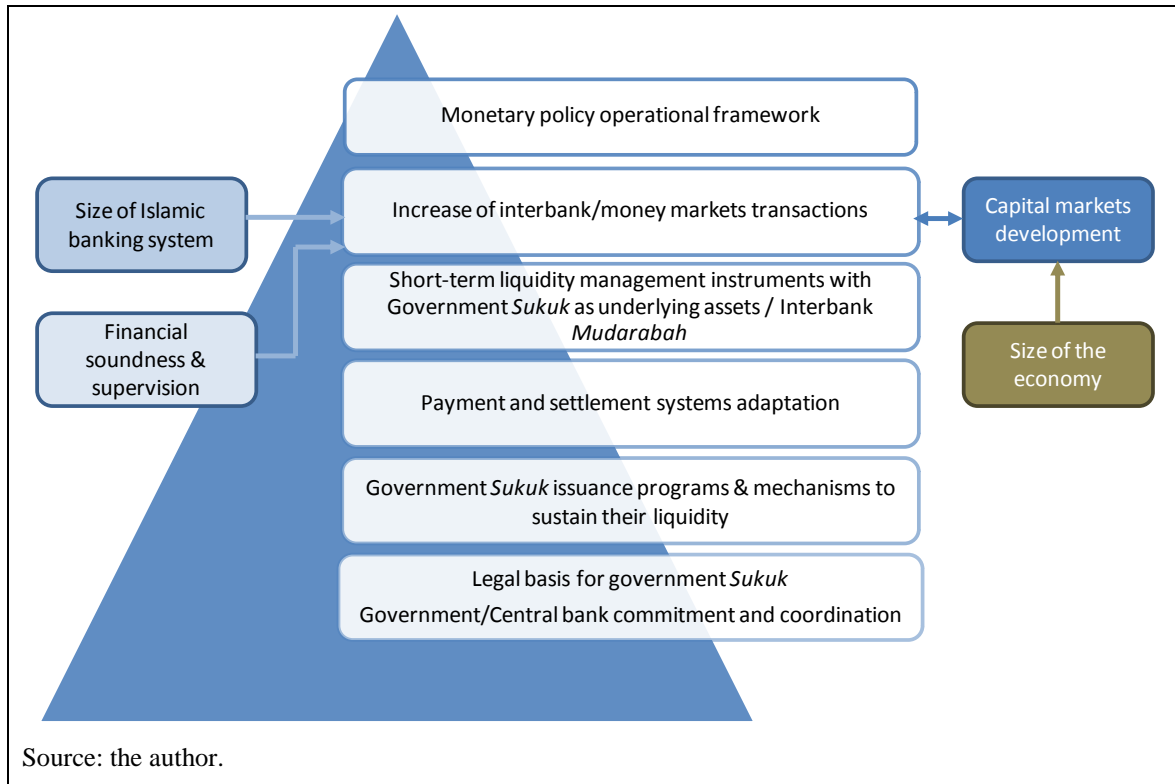 Monetary policy operational framework
Size of Islamic
banking system
Increase of interbank/money markets transactions
Capital markets
development
Financial
soundness &
supervision
Short-term liquidity management instruments with
Government Sukuk as underlying assets / Interbank
Mudarabah
Size of the
economy
Payment and settlement systems adaptation
Government Sukuk issuance programs & mechanisms to
sustain their liquidity
Legal basis for government Sukuk
Government/Central bank commitment and coordination
Source: the author.